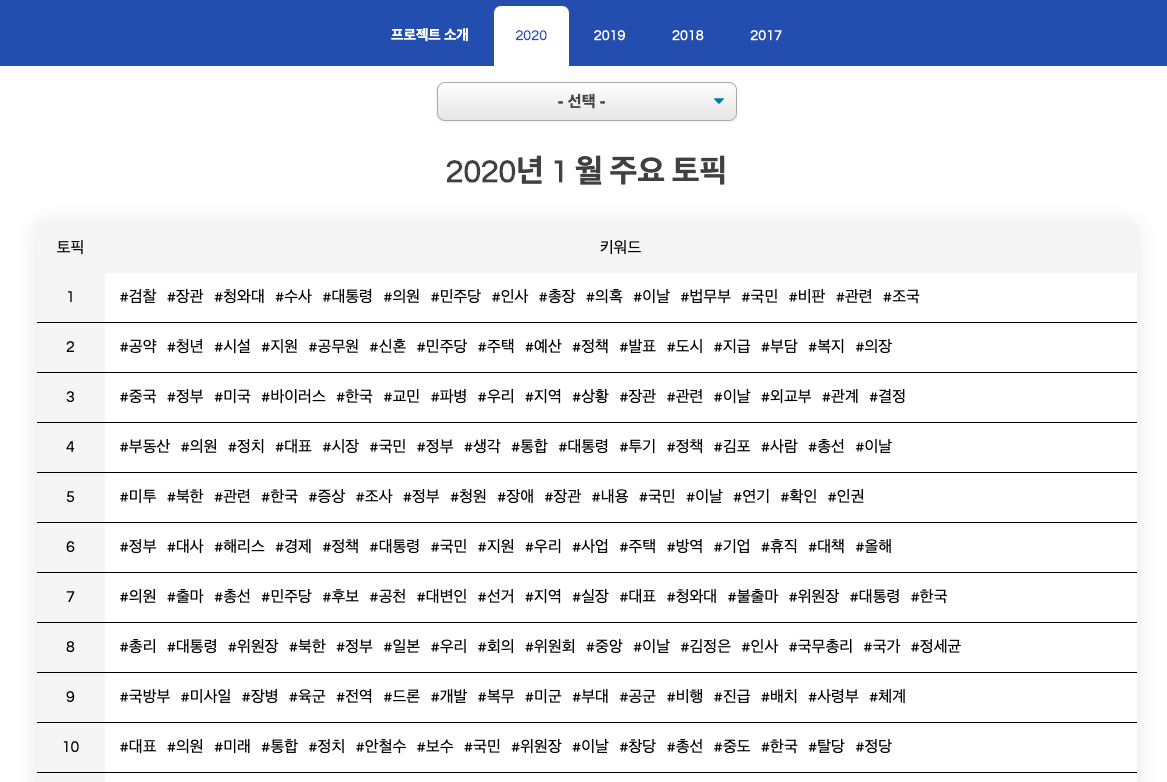 프로젝트 소개 2020 2019 2018 2017
- 선택 -
2020년 1 월 주요 토픽
토픽 키워드
1 #검찰 #장관 #청와대 #수사 #대통령 #의원 #민주당 #인사 #총장 #의혹 #이날 #법무부 #국민 #비판 #관련 #조국
2 #공약 #청년 #시설 #지원 #공무원 #신혼 #민주당 #주택 #예산 #정책 #발표 #도시 #지급 #부담 #복지 #의장
3 #중국 #정부 #미국 #바이러스 #한국 #교민 #파병 #우리 #지역 #상황 #장관 #관련 #이날 #외교부 #관계 #결정
4 #부동산 #의원 #정치 #대표 #시장 #국민 #정부 #생각 #통합 #대통령 #투기 #정책 #김포 #사람 #총선 #이날
5 #미투 #북한 #관련 #한국 #증상 #조사 #정부 #청원 #장애 #장관 #내용 #국민 #이날 #연기 #확인 #인권
6 #정부 #대사 #해리스 #경제 #정책 #대통령 #국민 #지원 #우리 #사업 #주택 #방역 #기업 #휴직 #대책 #올해
7 #의원 #출마 #총선 #민주당 #후보 #공천 #대변인 #선거 #지역 #실장 #대표 #청와대 #불출마 #위원장 #대통령 #한국
8 #총리 #대통령 #위원장 #북한 #정부 #일본 #우리 #회의 #위원회 #중앙 #이날 #김정은 #인사 #국무총리 #국가 #정세균
9 #국방부 #미사일 #장병 #육군 #전역 #드론 #개발 #복무 #미군 #부대 #공군 #비행 #진급 #배치 #사령부 #체계
10 #대표 #의원 #미래 #통합 #정치 #안철수 #보수 #국민 #위원장 #이날 #창당 #총선 #중도 #한국 #탈당 #정당